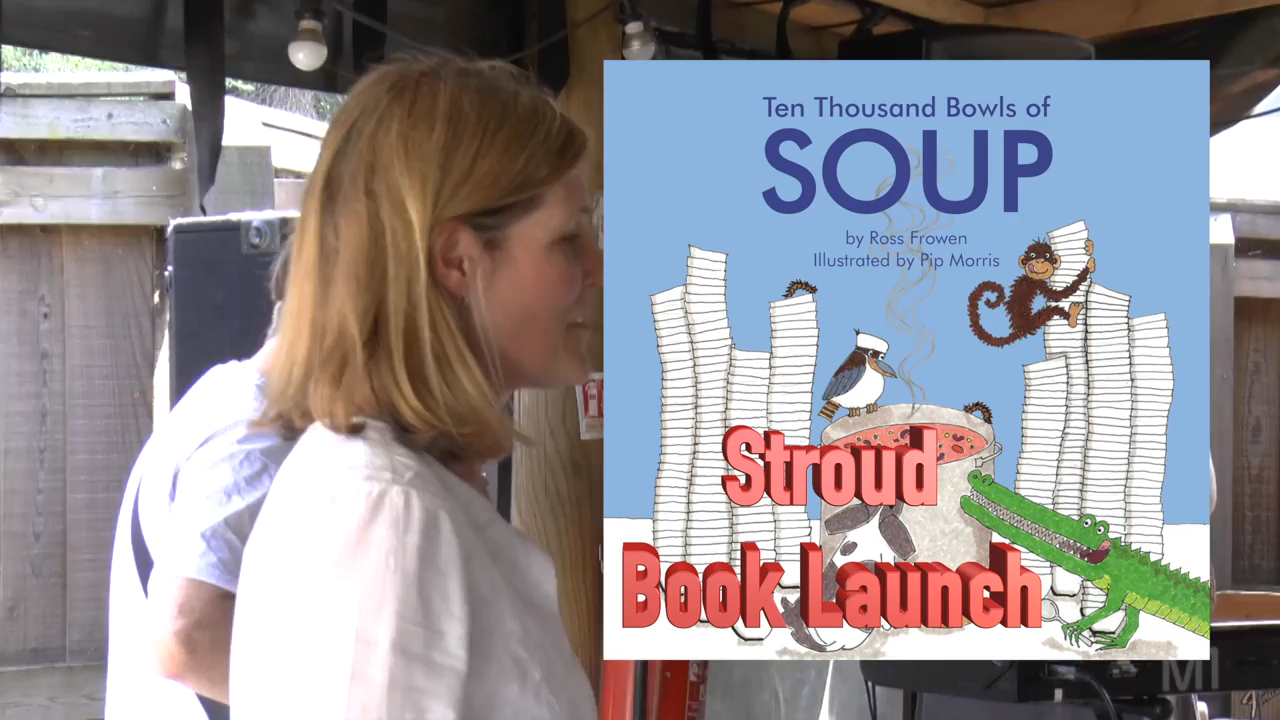 Ten Thousand Bowls of
SOUP
by Ross Frowen
Illustrated by Pip Morris
Stroud
Book Launch